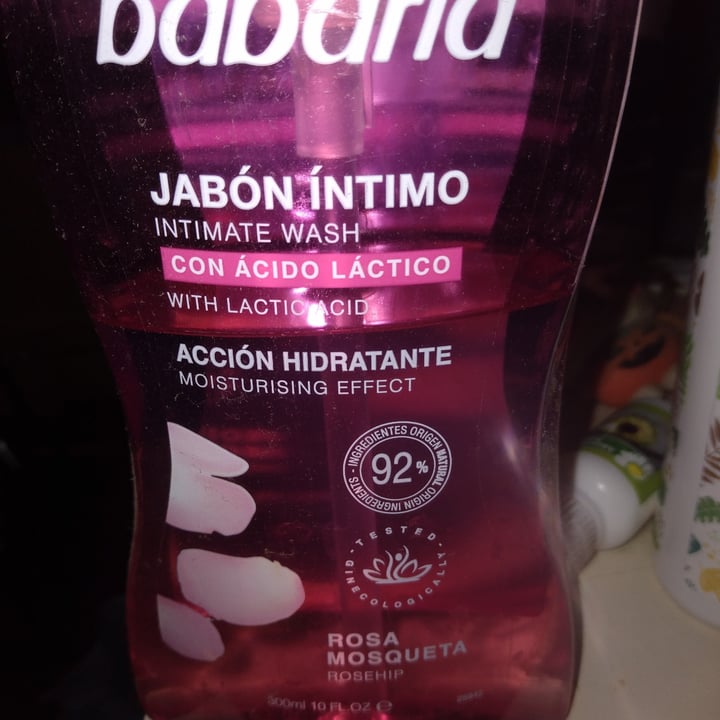 babaria
JABÓN ÍNTIMO
INTIMATE WASH
CON ÁCIDO LÁCTICO
WITH LACTIC ACID
ACCIÓN HIDRATANTE
MOISTURISING EFFECT
INGREDIENTES ORIGEN NATURAL ORIGIN INGREDIENTS
92%
TESTED
GINECOLOGICALLY
ROSA
MOSQUETA
ROSEHIP
300ml 10 FL.OZ ℮